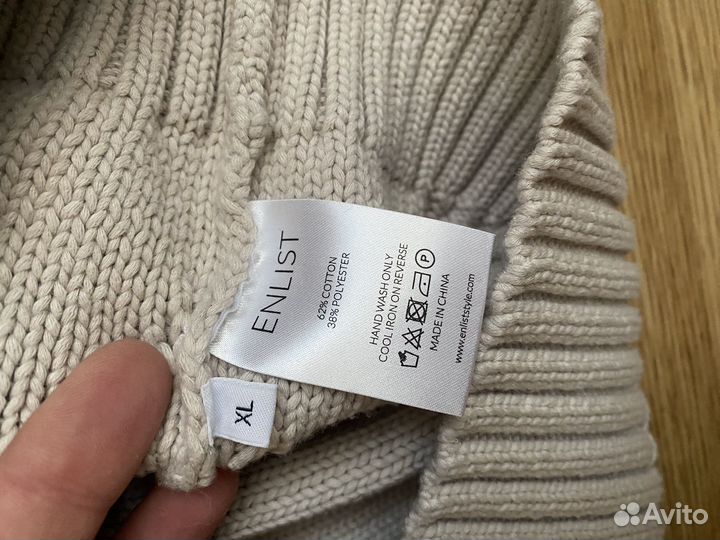 ENLIST
62% COTTON
38% POLYESTER
HAND WASH ONLY
COOL IRON ON REVERSE
P
MADE IN CHINA
www.enliststyle.com
XL
Avito